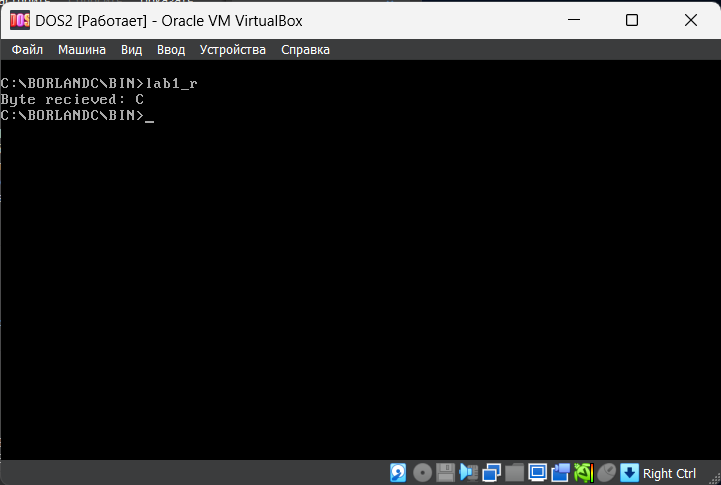 DOS
DOS2 [Работает] - Oracle VM VirtualBox
Файл Машина Вид Ввод Устройства Справка
C:\BORLANDC\BIN>lab1_r
Byte recieved: C
C:\BORLANDC\BIN>_
Right Ctrl